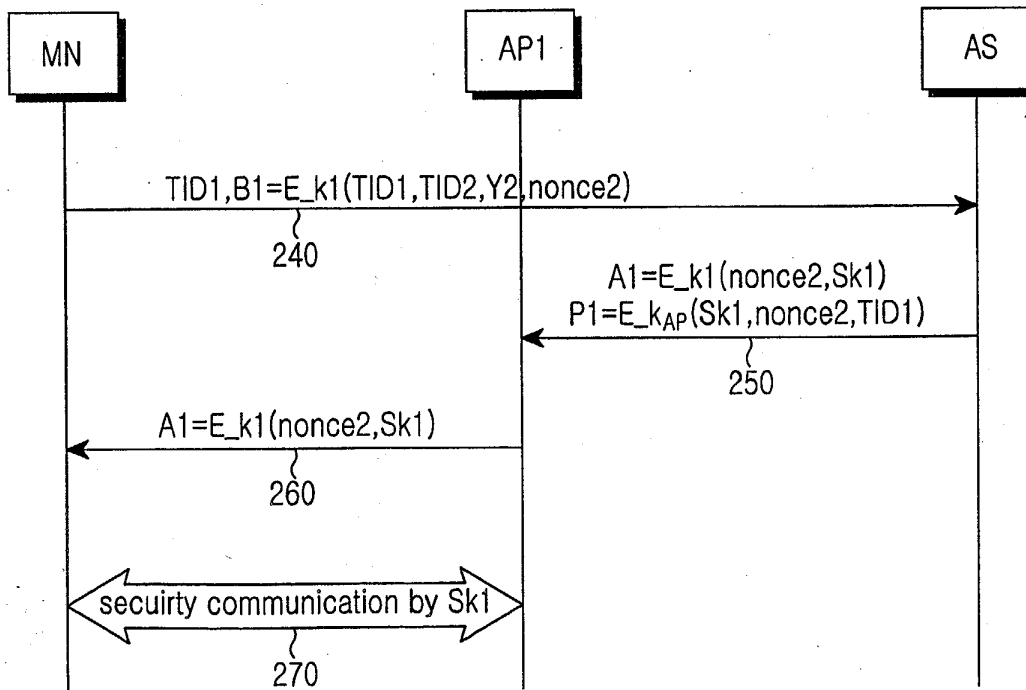 MN
AP1
AS
TID1,B1=E_k1(TID1,TID2,Y2,nonce2)
240
A1=E_k1(nonce2,Sk1)
P1=E_kAP(Sk1,nonce2,TID1)
250
A1=E_k1(nonce2,Sk1)
260
secuirty communication by Sk1
270